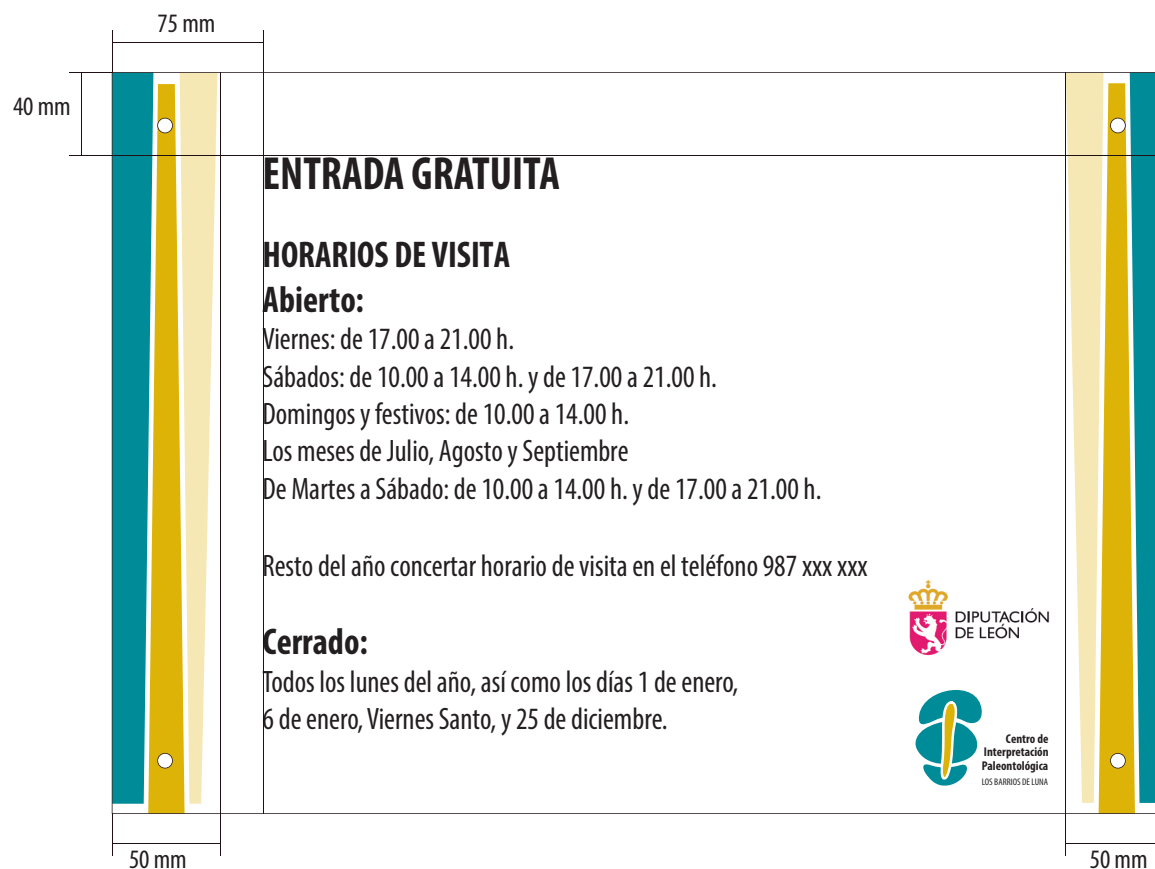 75 mm
40 mm
ENTRADA GRATUITA
HORARIOS DE VISITA
Abierto:
Viernes: de 17.00 a 21.00 h.
Sábados: de 10.00 a 14.00 h. y de 17.00 a 21.00 h.
Domingos y festivos: de 10.00 a 14.00 h.
Los meses de Julio, Agosto y Septiembre
De Martes a Sábado: de 10.00 a 14.00 h. y de 17.00 a 21.00 h.
Resto del año concertar horario de visita en el teléfono 987 xxx xxx
DIPUTACIÓN
DE LEÓN
Cerrado:
Todos los lunes del año, así como los días 1 de enero,
6 de enero, Viernes Santo, y 25 de diciembre.
Centro de
Interpretación
Paleontológica
LOS BARRIOS DE LUNA
50 mm
50 mm